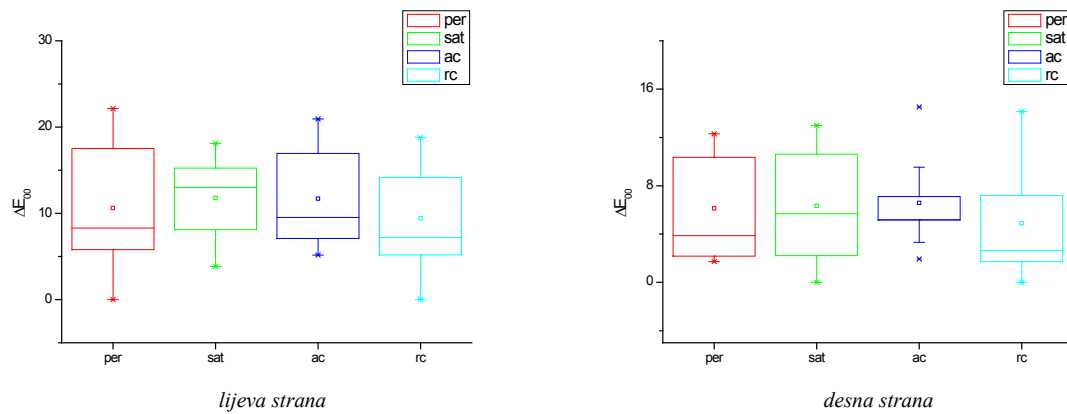 per
sat
ac
rc
30
20
10
0
ΔE00
per sat ac rc
lijeva strana
per
sat
ac
rc
16
8
0
ΔE00
per sat ac rc
desna strana